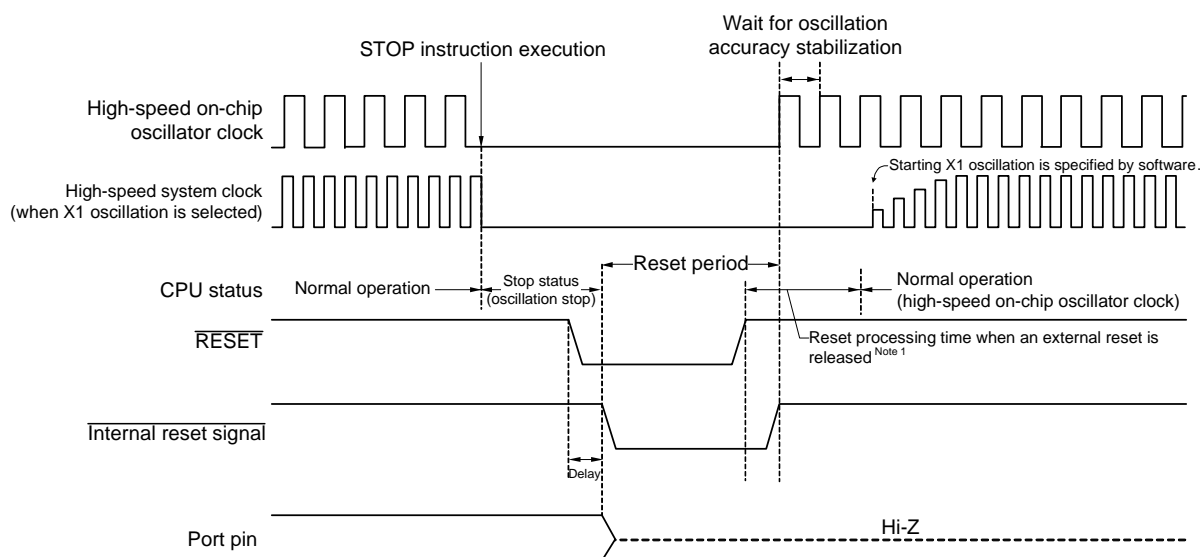 Wait for oscillation
accuracy stabilization
STOP instruction execution
High-speed on-chip
oscillator clock
Starting X1 oscillation is specified by software.
High-speed system clock
(when X1 oscillation is selected)
Reset period
CPU status
Normal operation
Stop status
(oscillation stop)
Normal operation
(high-speed on-chip oscillator clock)
RESET
Reset processing time when an external reset is
released Note 1
Internal reset signal
Delay
Port pin
Hi-Z